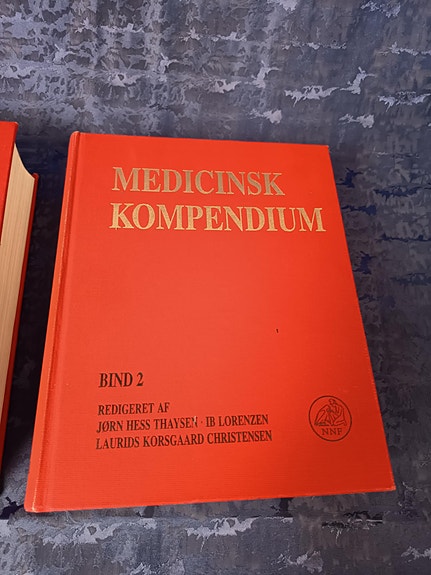 MEDICINSK
KOMPENDIUM
BIND 2
REDIGERET AF
JØRN HESS THAYSEN · IB LORENZEN
LAURIDS KORSGAARD CHRISTENSEN
NNF